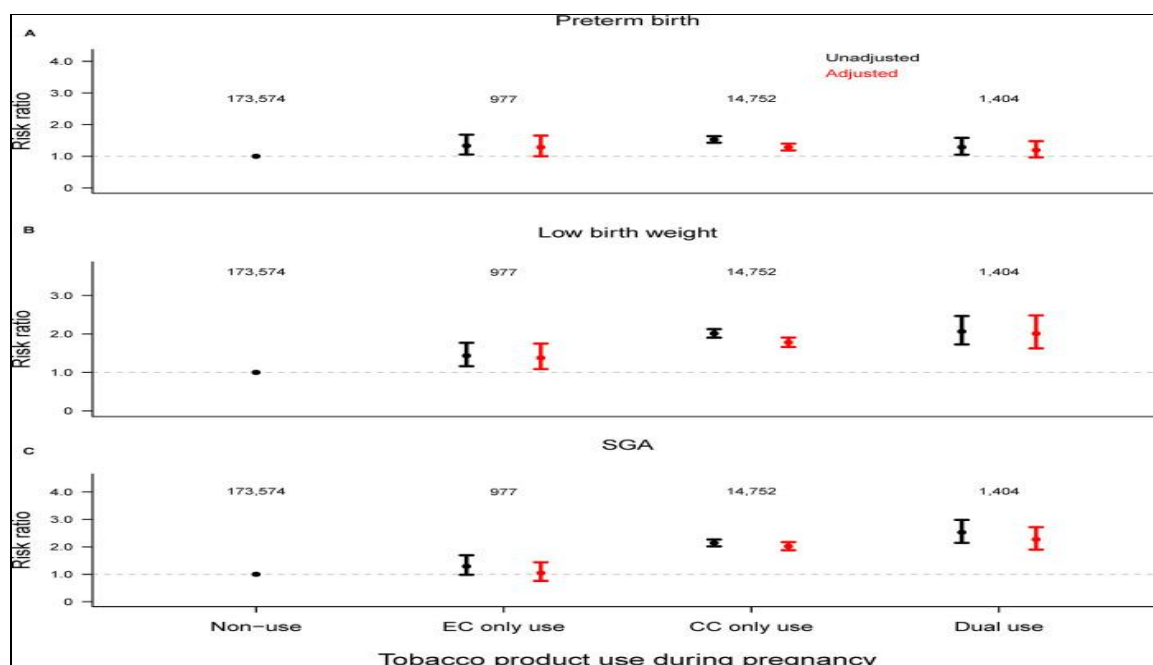 Preterm birth
A
Unadjusted
Adjusted
4.0
3.0
2.0
1.0
0
Risk ratio
173,574 977 14,752 1,404
B
Low birth weight
173,574 977 14,752 1,404
3.0
2.0
1.0
0
Risk ratio
C
SGA
173,574 977 14,752 1,404
4.0
3.0
2.0
1.0
0
Risk ratio
Non-use EC only use CC only use Dual use
Tobacco product use during pregnancy